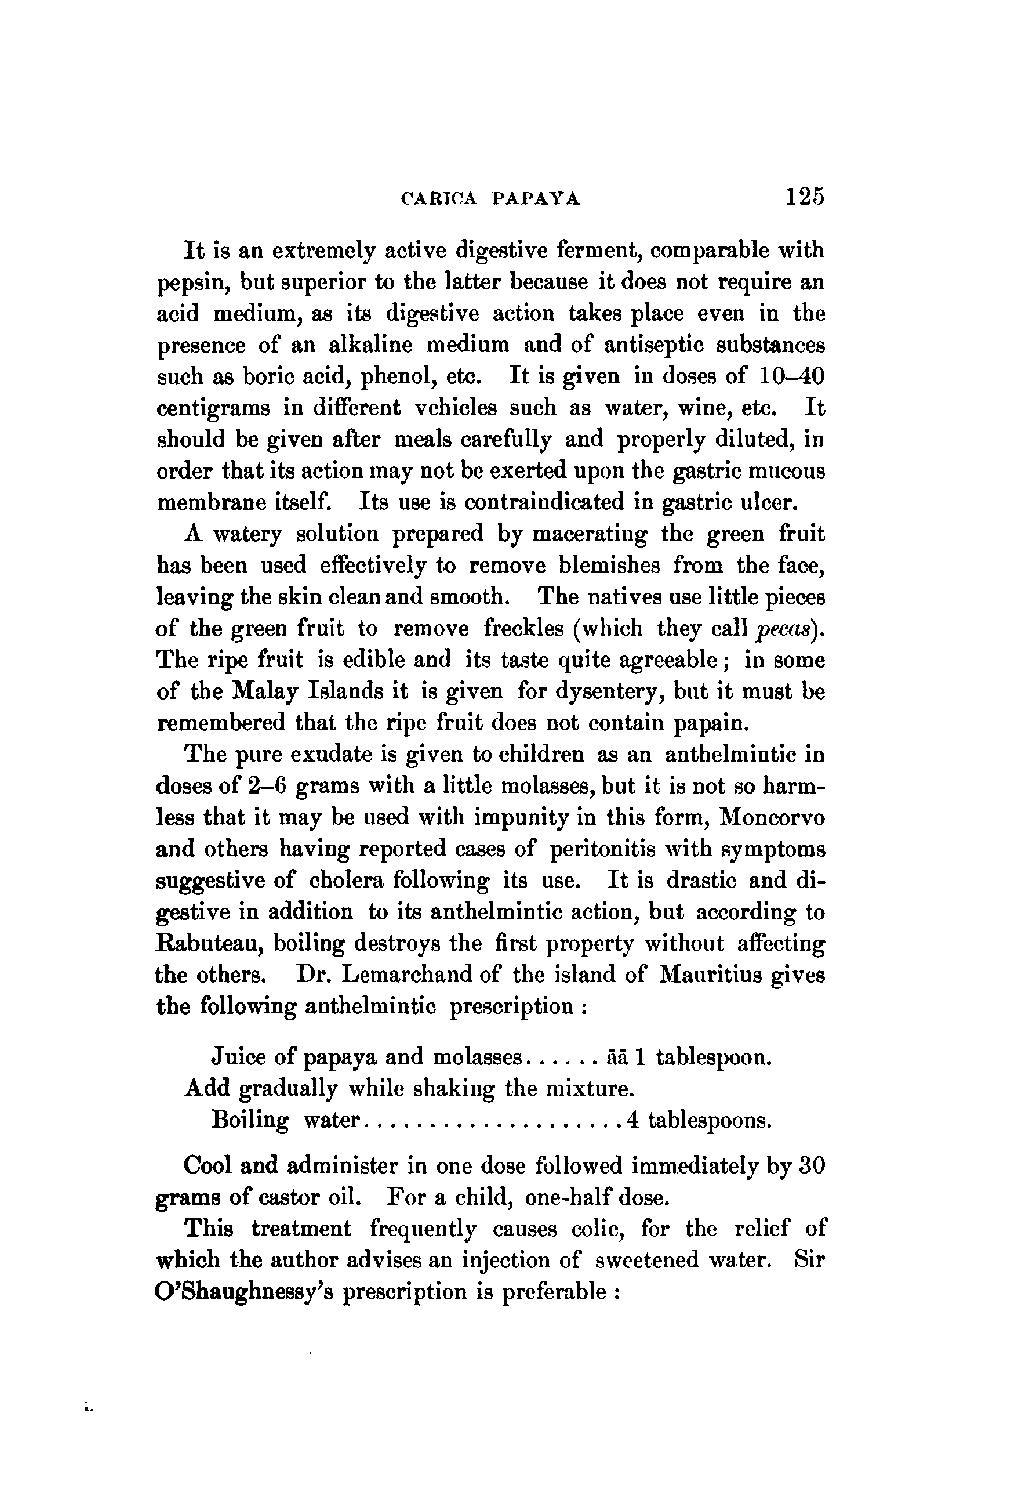 CARICA PAPAYA 125
It is an extremely active digestive ferment, comparable with
pepsin, but superior to the latter because it does not require an
acid medium, as its digestive action takes place even in the
presence of an alkaline medium and of antiseptic substances
such as boric acid, phenol, etc. It is given in doses of 10–40
centigrams in different vehicles such as water, wine, etc. It
should be given after meals carefully and properly diluted, in
order that its action may not be exerted upon the gastric mucous
membrane itself. Its use is contraindicated in gastric ulcer.
A watery solution prepared by macerating the green fruit
has been used effectively to remove blemishes from the face,
leaving the skin clean and smooth. The natives use little pieces
of the green fruit to remove freckles (which they call pecas).
The ripe fruit is edible and its taste quite agreeable; in some
of the Malay Islands it is given for dysentery, but it must be
remembered that the ripe fruit does not contain papain.
The pure exudate is given to children as an anthelmintic in
doses of 2–6 grams with a little molasses, but it is not so harm-
less that it may be used with impunity in this form, Moncorvo
and others having reported cases of peritonitis with symptoms
suggestive of cholera following its use. It is drastic and di-
gestive in addition to its anthelmintic action, but according to
Rabuteau, boiling destroys the first property without affecting
the others. Dr. Lemarchand of the island of Mauritius gives
the following anthelmintic prescription:
Juice of papaya and molasses...... āā 1 tablespoon.
Add gradually while shaking the mixture.
Boiling water....................4 tablespoons.
Cool and administer in one dose followed immediately by 30
grams of castor oil. For a child, one-half dose.
This treatment frequently causes colic, for the relief of
which the author advises an injection of sweetened water. Sir
O'Shaughnessy's prescription is preferable: